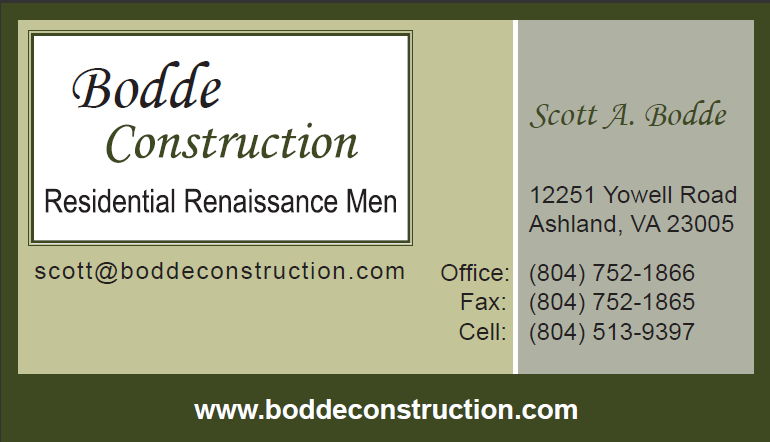 Bodde
Construction
Residential Renaissance Men
scott@boddeconstruction.com
Scott A. Bodde
12251 Yowell Road
Ashland, VA 23005
Office: (804) 752-1866
Fax: (804) 752-1865
Cell: (804) 513-9397
www.boddeconstruction.com